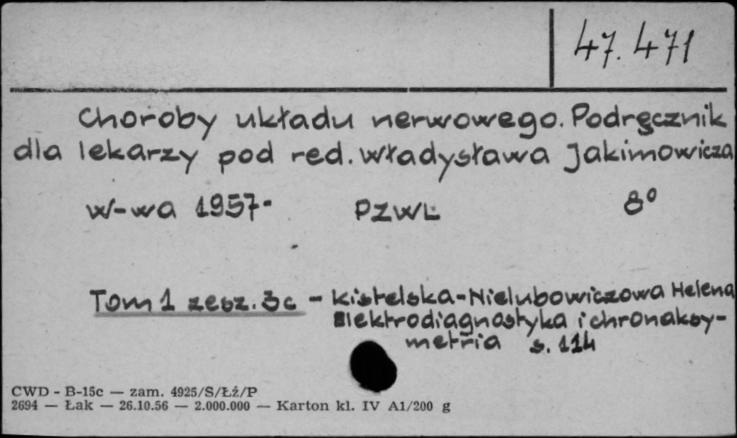 47.471
Choroby układu nerwowego. Podręcznik
dla lekarzy pod red. Władysława Jakimowicza
W-wa 1957- PZWL 8°
Tom 1 zesz. 3c - Kistelska-Nielubowiczowa Helena
Elektrodiagnostyka i chronaksy-
metria s. 114
CWD - B-15c — zam. 4925/S/Łź/P
2694 — Łak — 26.10.56 — 2.000.000 — Karton kl. IV A1/200 g